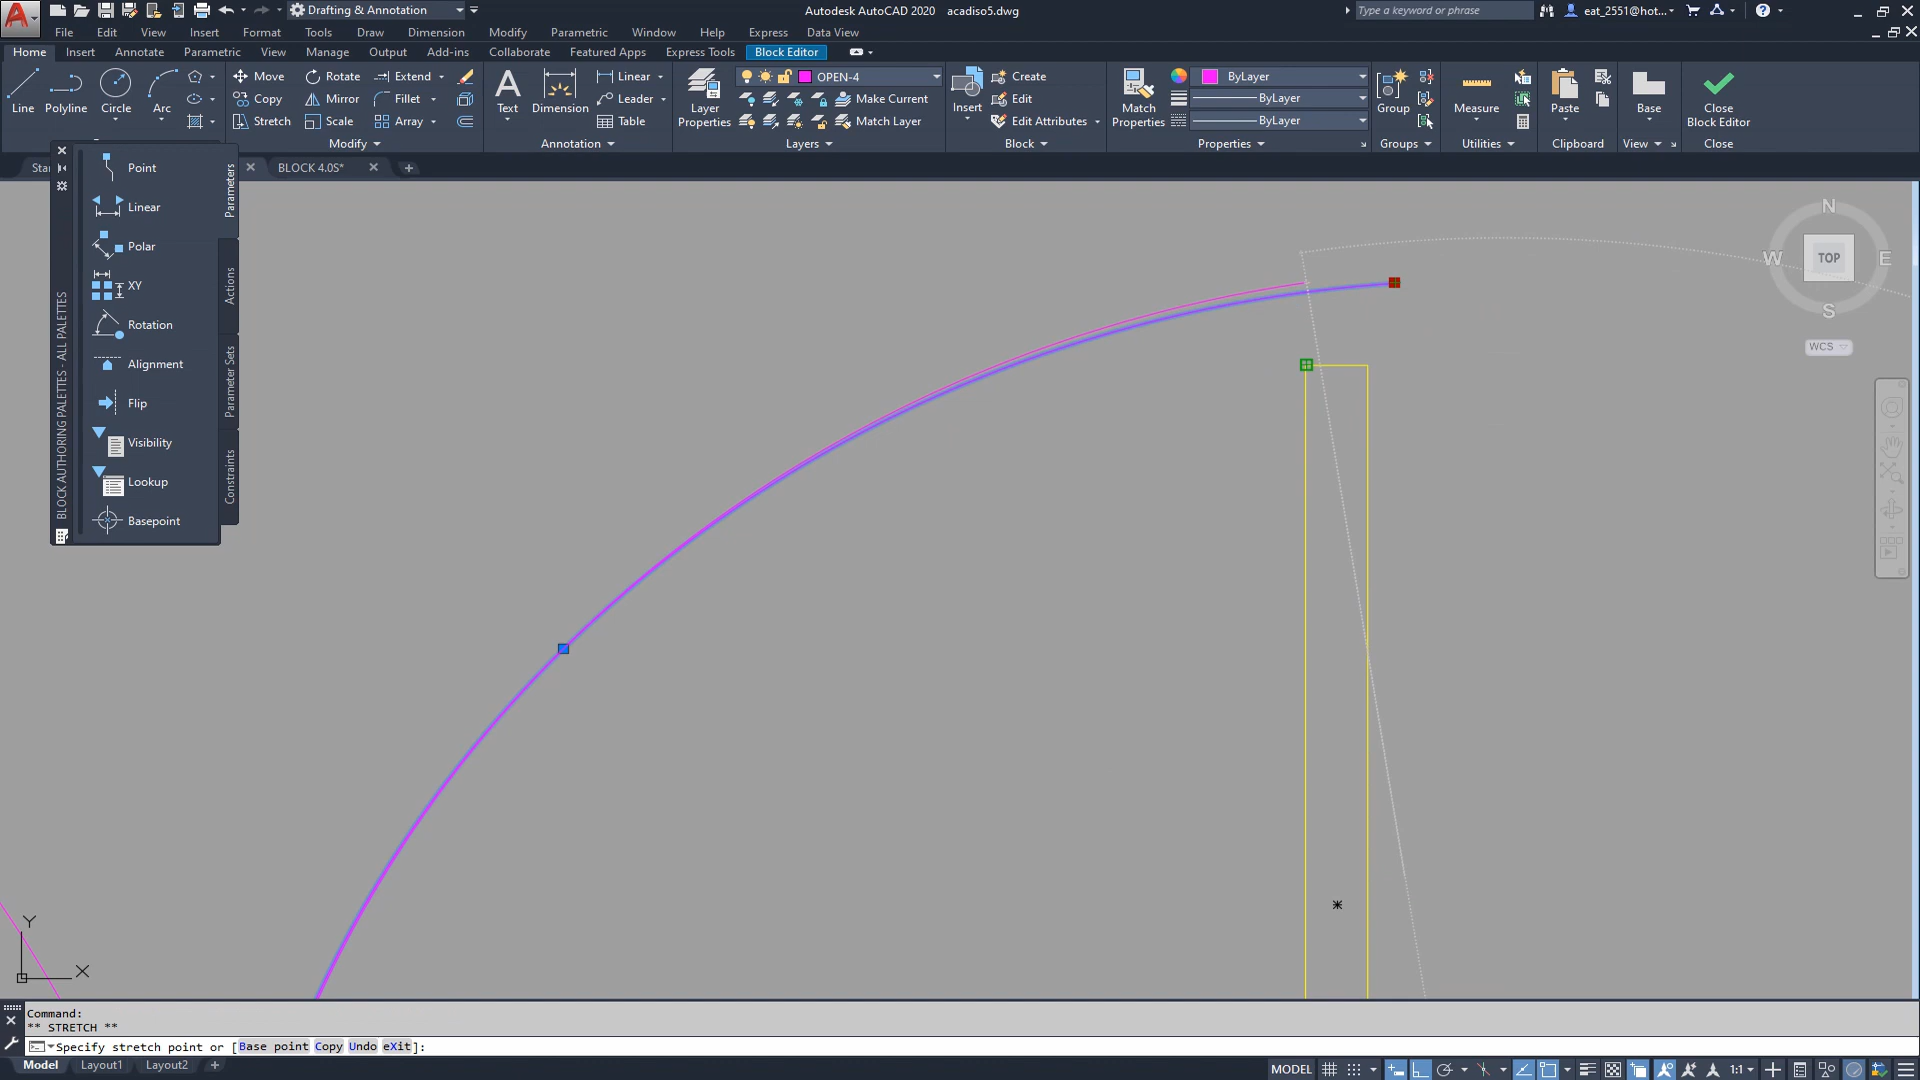 Drafting & Annotation
Autodesk AutoCAD 2020 acadiso5.dwg
Type a keyword or phrase
eat_2551@hot...
File Edit View Insert Format Tools Draw Dimension Modify Parametric Window Help Express Data View
Home Insert Annotate Parametric View Manage Output Add-ins Collaborate Featured Apps Express Tools Block Editor
Line
Polyline
Circle
Arc
Move
Rotate
Extend
Copy
Mirror
Fillet
Stretch
Scale
Array
Modify
Text
Dimension
Linear
Leader
Table
Annotation
Layer
Properties
OPEN-4
Make Current
Match Layer
Layers
Insert
Create
Edit
Edit Attributes
Block
Match
Properties
ByLayer
ByLayer
ByLayer
Properties
Group
Groups
Measure
Utilities
Paste
Clipboard
Base
View
Close
Block Editor
Close
BLOCK 4.0S*
BLOCK AUTHORING PALETTES - ALL PALETTES
Point
Linear
Polar
XY
Rotation
Alignment
Flip
Visibility
Lookup
Basepoint
Parameters
Actions
Parameter Sets
Constraints
N
W
TOP
E
S
WCS
Y
X
Command:
** STRETCH **
Specify stretch point or [Base point Copy Undo eXit]:
Model Layout1 Layout2
MODEL
1:1